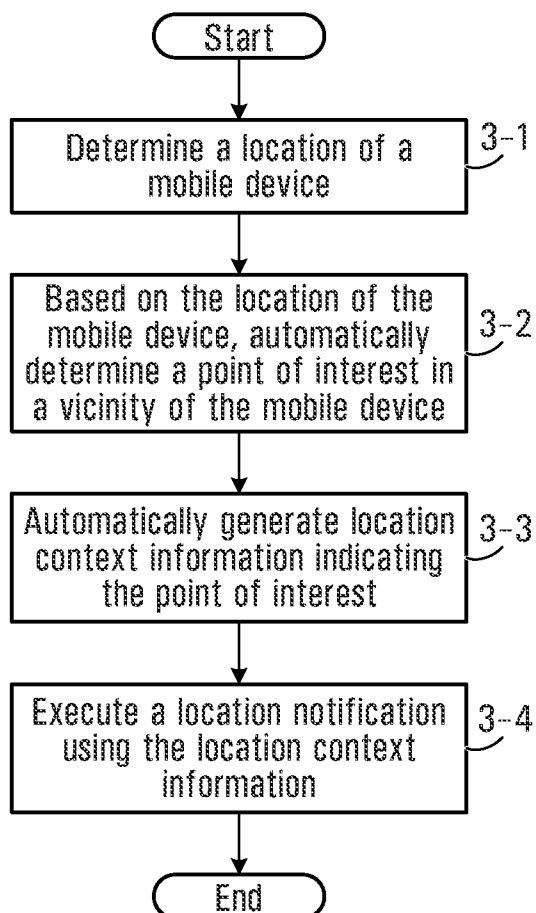 Start
Determine a location of a
mobile device
3-1
Based on the location of the
mobile device, automatically
determine a point of interest in
a vicinity of the mobile device
3-2
Automatically generate location
context information indicating
the point of interest
3-3
Execute a location notification
using the location context
information
3-4
End